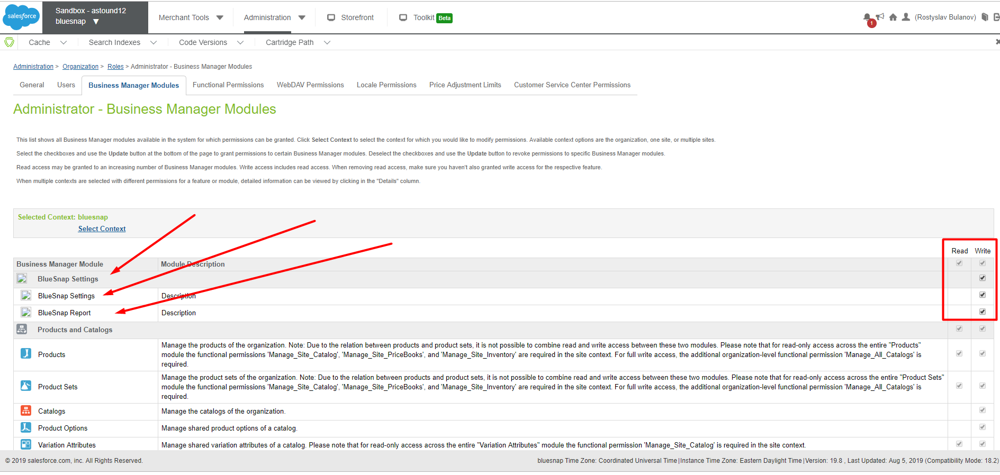 salesforce
Sandbox - astound12
bluesnap
Merchant Tools
Administration
Storefront
Toolkit Beta
1
(Rostyslav Bulanov)
Cache
Search Indexes
Code Versions
Cartridge Path
Administration > Organization > Roles > Administrator - Business Manager Modules
General
Users
Business Manager Modules
Functional Permissions
WebDAV Permissions
Locale Permissions
Price Adjustment Limits
Customer Service Center Permissions
Administrator - Business Manager Modules
This list shows all Business Manager modules available in the system for which permissions can be granted. Click Select Context to select the context for which you would like to modify permissions. Available context options are the organization, one site, or multiple sites.
Select the checkboxes and use the Update button at the bottom of the page to grant permissions to certain Business Manager modules. Deselect the checkboxes and use the Update button to revoke permissions to specific Business Manager modules.
Read access may be granted to an increasing number of Business Manager modules. Write access includes read access. When removing read access, make sure you haven't also granted write access for the respective feature.
When multiple contexts are selected with different permissions for a feature or module, detailed information can be viewed by clicking in the "Details" column.
Selected Context: bluesnap
Select Context
Read Write
Business Manager Module
Module Description
BlueSnap Settings
BlueSnap Settings
Description
BlueSnap Report
Description
Products and Catalogs
Products
Manage the products of the organization. Note: Due to the relation between products and product sets, it is not possible to combine read and write access between these two modules. Please note that for read-only access across the entire "Products"
module the functional permissions 'Manage_Site_Catalog', 'Manage_Site_PriceBooks', and 'Manage_Site_Inventory' are required in the site context. For full write access, the additional organization-level functional permission 'Manage_All_Catalogs' is
required.
Product Sets
Manage the product sets of the organization. Note: Due to the relation between products and product sets, it is not possible to combine read and write access between these two modules. Please note that for read-only access across the entire "Product Sets"
module the functional permissions 'Manage_Site_Catalog', 'Manage_Site_PriceBooks', and 'Manage_Site_Inventory' are required in the site context. For full write access, the additional organization-level functional permission 'Manage_All_Catalogs' is
required.
Catalogs
Manage the catalogs of the organization.
Product Options
Manage shared product options of a catalog.
Variation Attributes
Manage shared variation attributes of a catalog. Please note that for read-only access across the entire "Variation Attributes" module the functional permission 'Manage_Site_Catalog' is required in the site context.
© 2019 salesforce.com, inc. All Rights Reserved.
bluesnap Time Zone: Coordinated Universal Time|Instance Time Zone: Eastern Daylight Time|Version: 19.8 , Last Updated: Aug 5, 2019 (Compatibility Mode: 18.2)